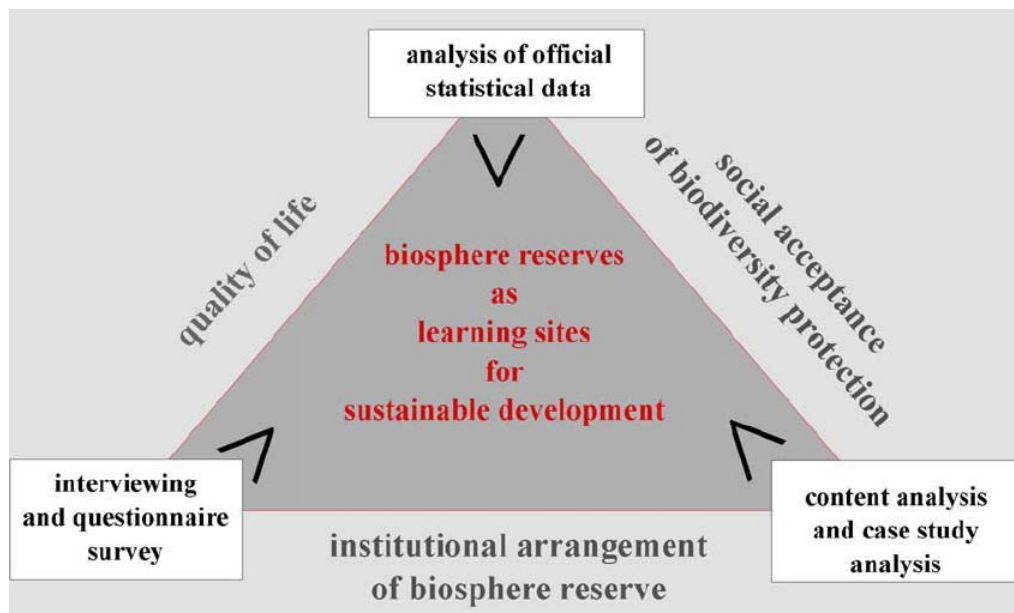 analysis of official
statistical data
quality of life
social acceptance
of biodiversity protection
biosphere reserves
as
learning sites
for
sustainable development
interviewing
and questionnaire
survey
content analysis
and case study
analysis
institutional arrangement
of biosphere reserve